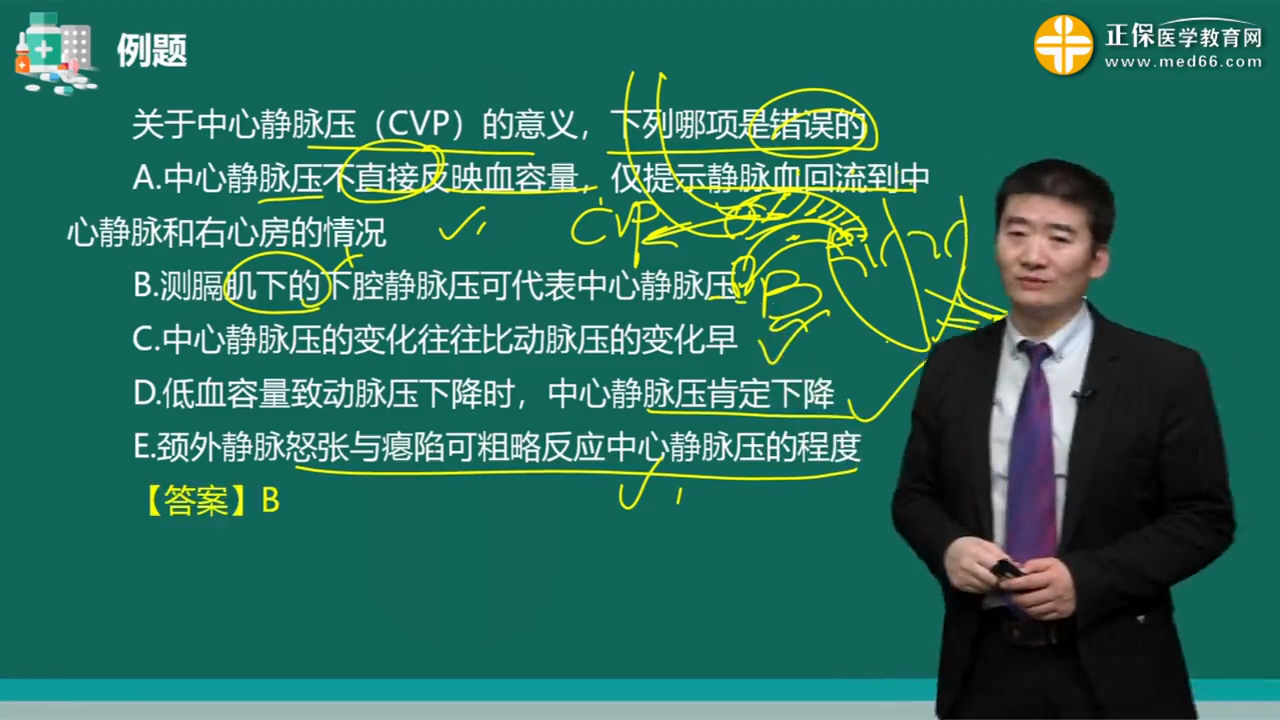 例题
正保医学教育网
www.med66.com
关于中心静脉压（CVP）的意义，下列哪项是错误的
A.中心静脉压不直接反映血容量，仅提示静脉血回流到中
心静脉和右心房的情况
CVP
B.测膈肌下的下腔静脉压可代表中心静脉压
B
C.中心静脉压的变化往往比动脉压的变化早
D.低血容量致动脉压下降时，中心静脉压肯定下降
E.颈外静脉怒张与瘪陷可粗略反应中心静脉压的程度
【答案】B